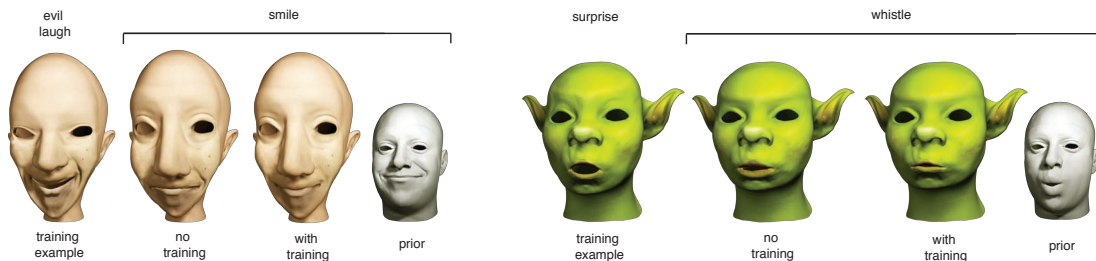 evil
laugh
smile
surprise
whistle
training
example
no
training
with
training
prior
training
example
no
training
with
training
prior